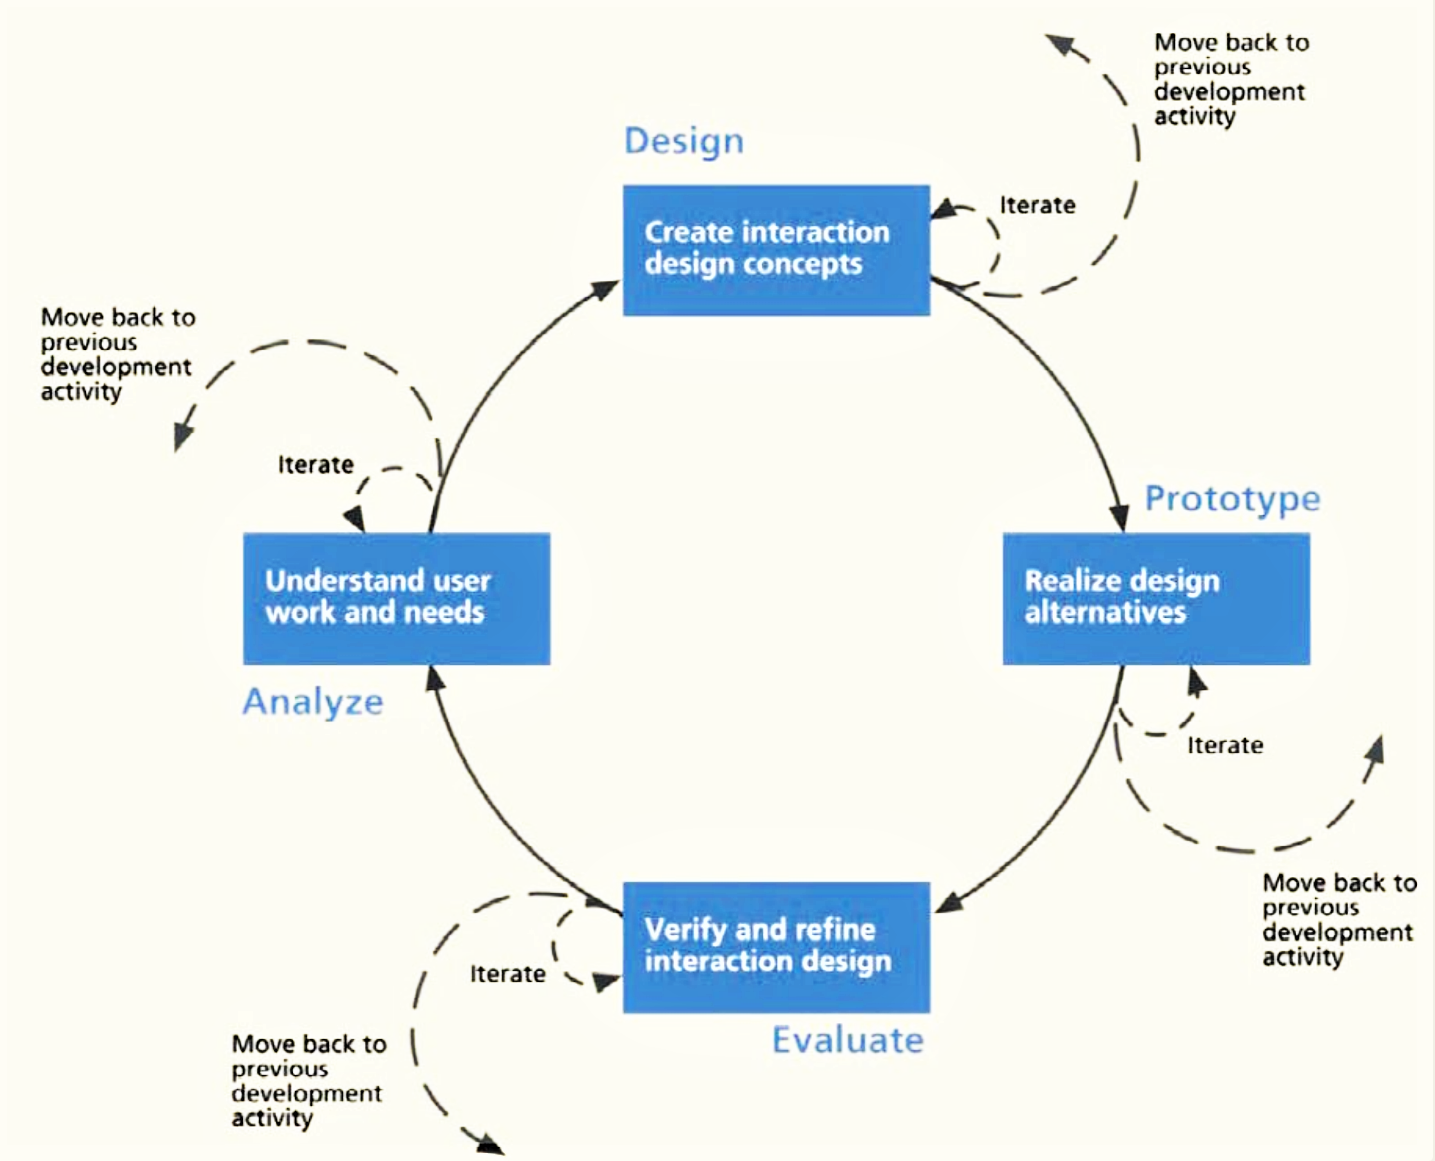 Move back to
previous
development
activity
Design
Iterate
Create interaction
design concepts
Move back to
previous
development
activity
Iterate
Prototype
Understand user
work and needs
Realize design
alternatives
Analyze
Iterate
Move back to
previous
development
activity
Verify and refine
interaction design
Iterate
Evaluate
Move back to
previous
development
activity